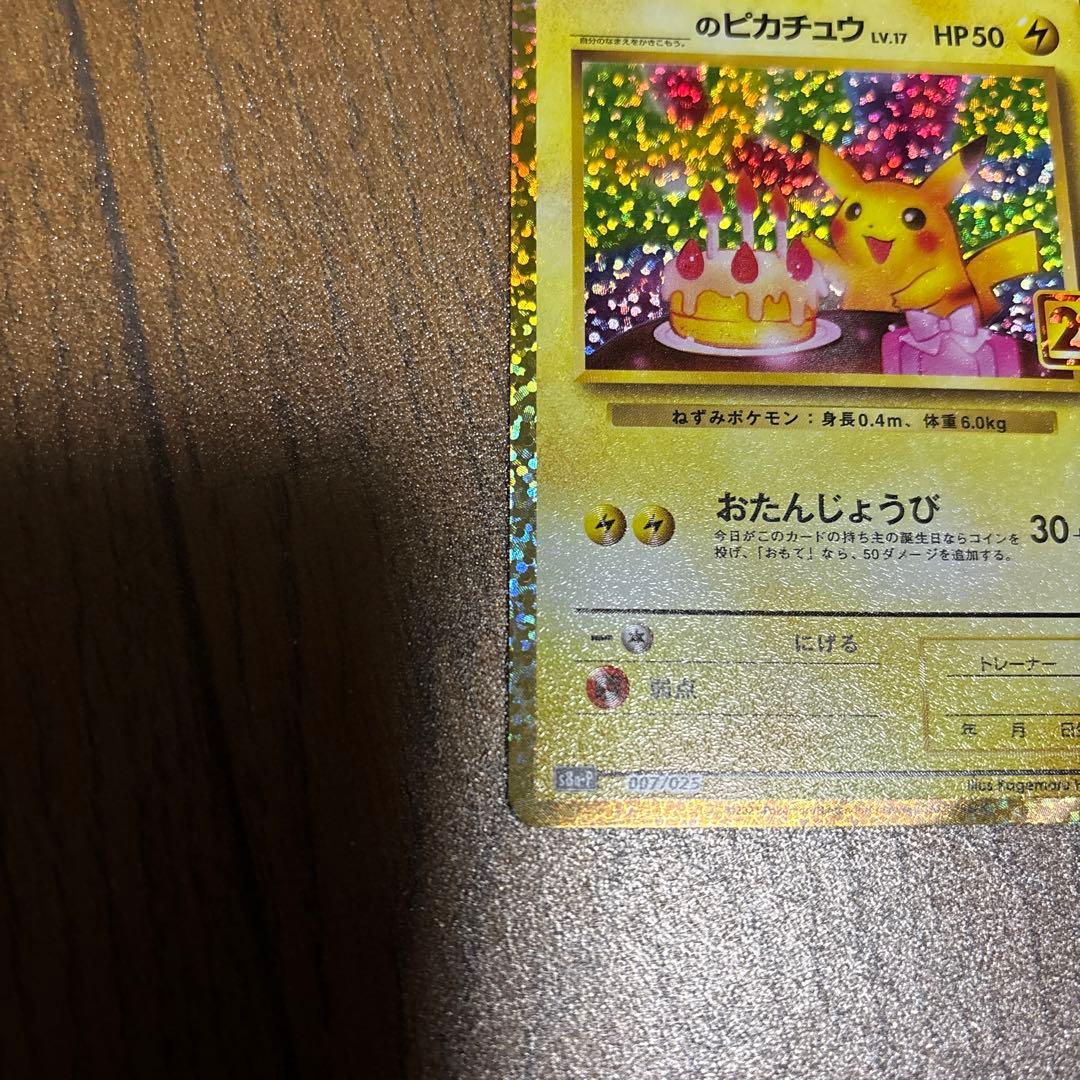 のピカチュウ LV.17 HP50
自分のなまえをかきこもう。
ねずみポケモン：身長0.4m、体重6.0kg
おたんじょうび 30+
今日がこのカードの持ち主の誕生日ならコインを
投げ、「おもて」なら、50ダメージを追加する。
にげる
弱点
トレーナー
年 月 日
s8a-P 007/025
Illus Kagemaru